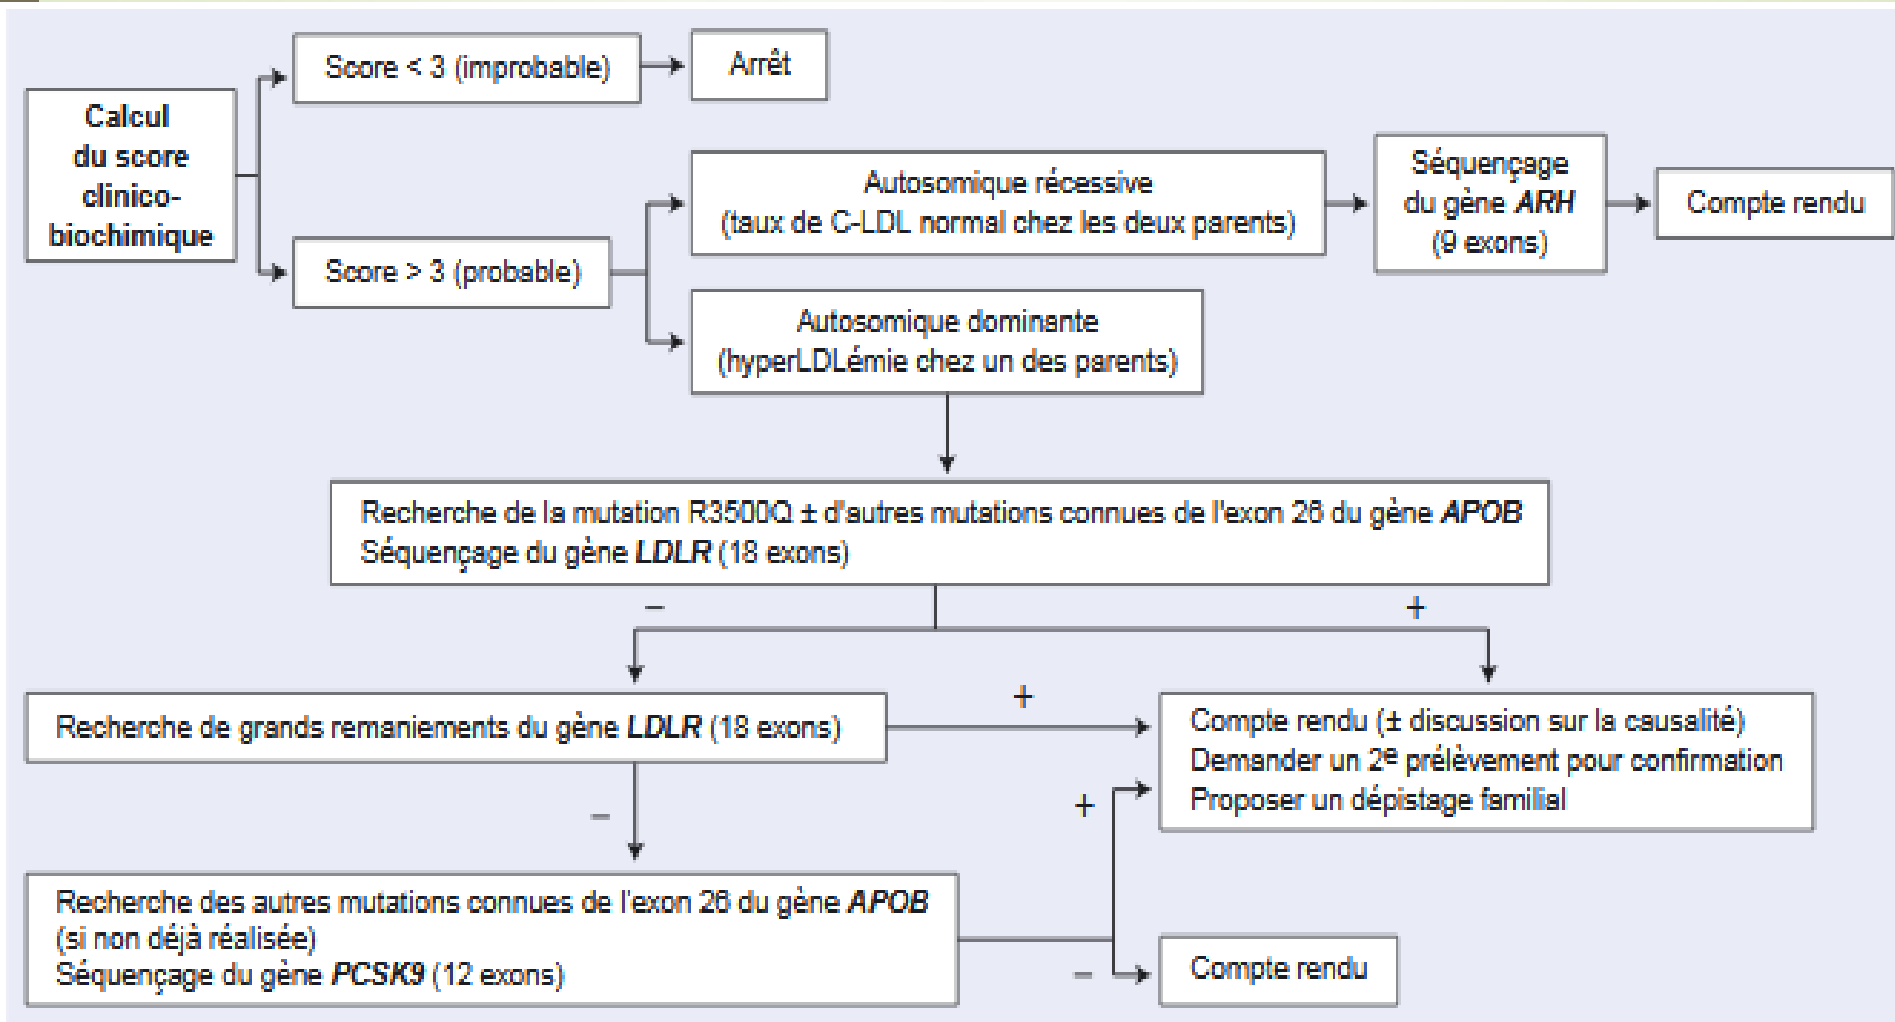 Calcul
du score
clinico-
biochimique
Score < 3 (improbable)
Arrêt
Score > 3 (probable)
Autosomique récessive
(taux de C-LDL normal chez les deux parents)
Séquençage
du gène ARH
(9 exons)
Compte rendu
Autosomique dominante
(hyperLDLémie chez un des parents)
Recherche de la mutation R3500Q ± d'autres mutations connues de l'exon 26 du gène APOB
Séquençage du gène LDLR (18 exons)
–
+
Recherche de grands remaniements du gène LDLR (18 exons)
+
Compte rendu (± discussion sur la causalité)
Demander un 2e prélèvement pour confirmation
Proposer un dépistage familial
–
+
Recherche des autres mutations connues de l'exon 26 du gène APOB
(si non déjà réalisée)
Séquençage du gène PCSK9 (12 exons)
–
Compte rendu